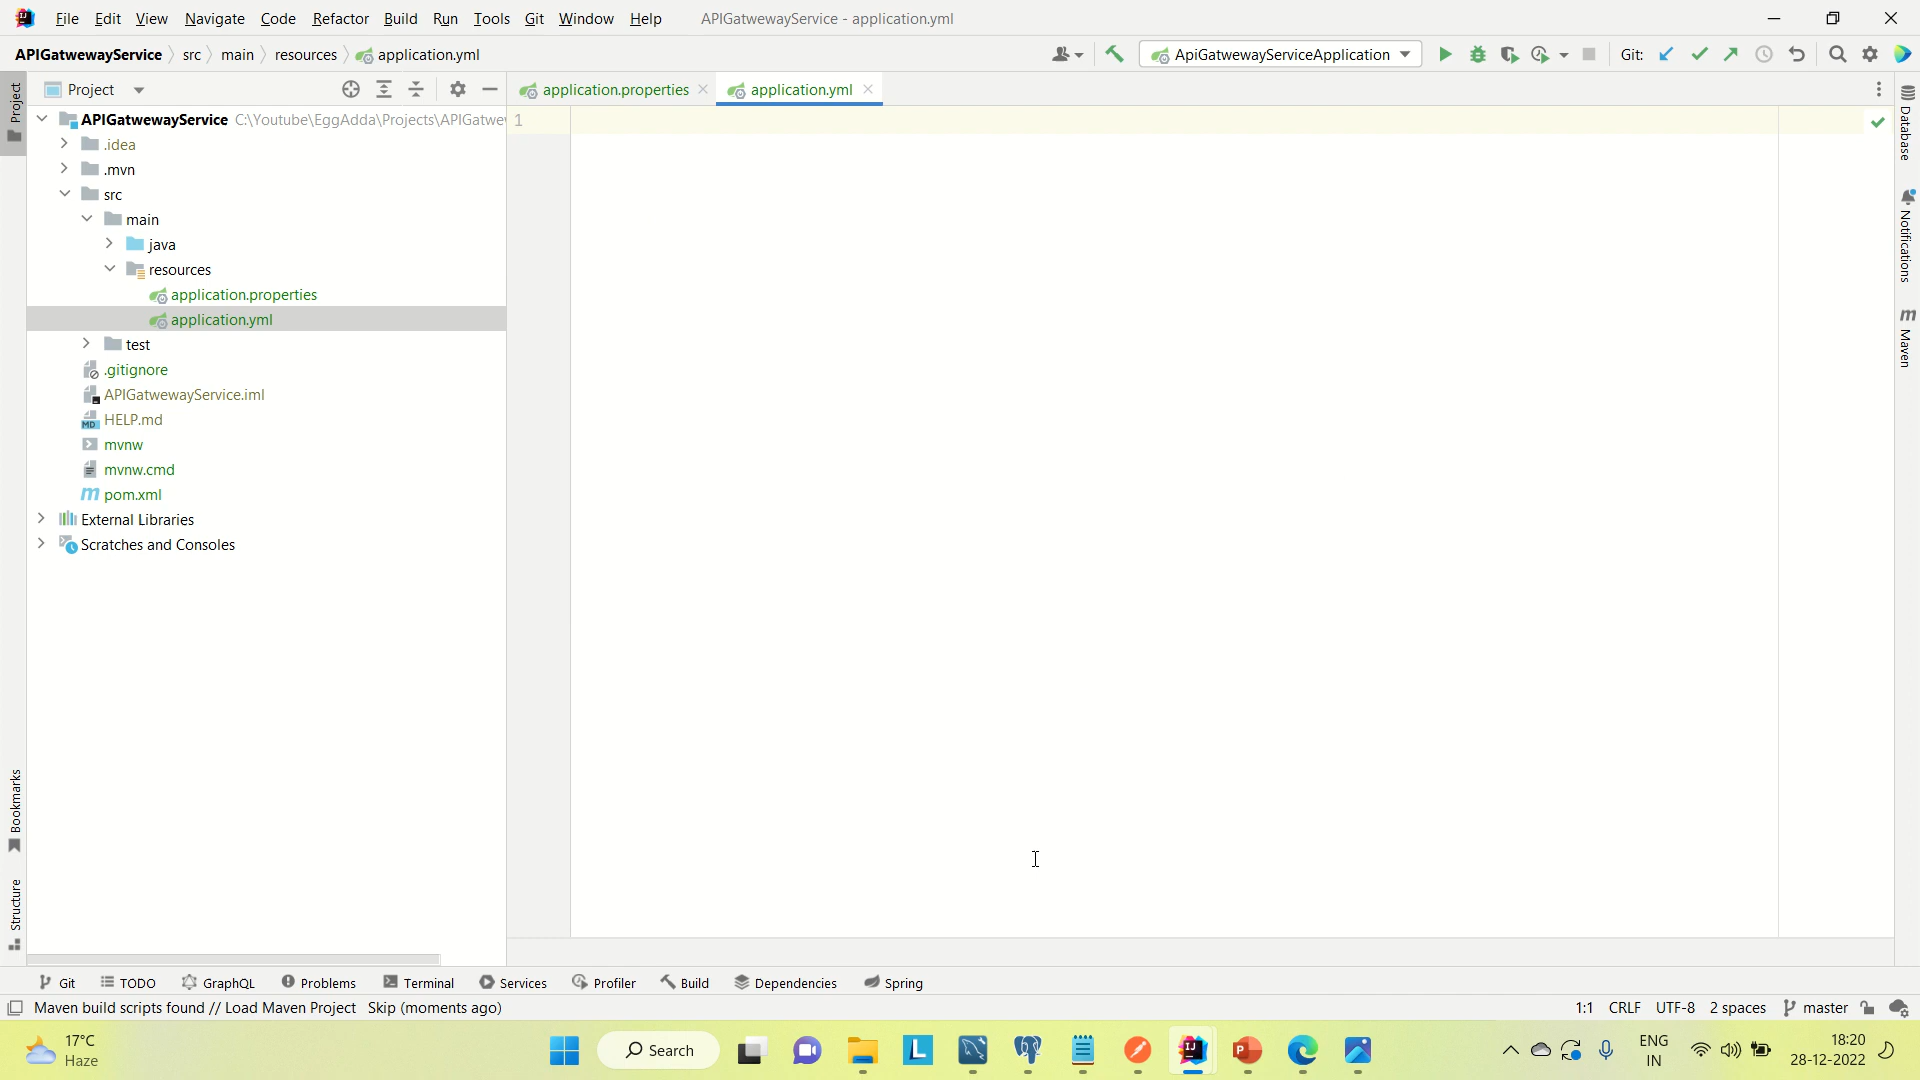 File Edit View Navigate Code Refactor Build Run Tools Git Window Help APIGatwewayService - application.yml
APIGatwewayService src main resources application.yml ApiGatwewayServiceApplication Git:
Project application.properties application.yml
APIGatwewayService C:\Youtube\EggAdda\Projects\APIGatwe 1
.idea
.mvn
src
main
java
resources
application.properties
application.yml
test
.gitignore
APIGatwewayService.iml
MD HELP.md
mvnw
mvnw.cmd
m pom.xml
External Libraries
Scratches and Consoles
Project
Bookmarks
Structure
Database
Notifications
m Maven
Git TODO GraphQL Problems Terminal Services Profiler Build Dependencies Spring
Maven build scripts found // Load Maven Project Skip (moments ago) 1:1 CRLF UTF-8 2 spaces master
17°C
Haze
Search
L
IJ
P
ENG
IN
18:20
28-12-2022